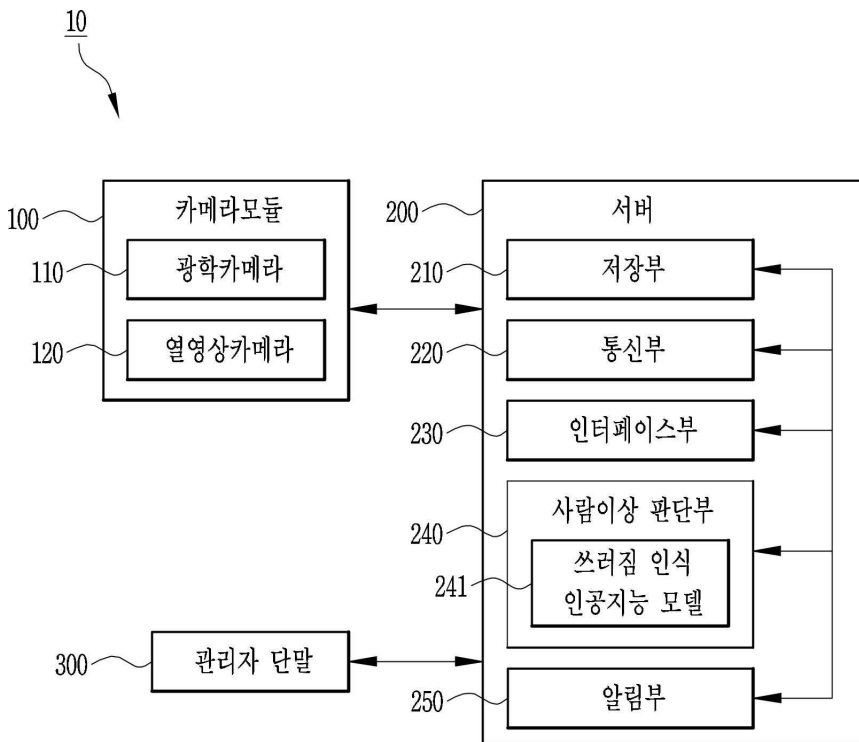 10
100
카메라모듈
110
광학카메라
120
열영상카메라
200
서버
210
저장부
220
통신부
230
인터페이스부
240
사람이상 판단부
241
쓰러짐 인식
인공지능 모델
300
관리자 단말
250
알림부